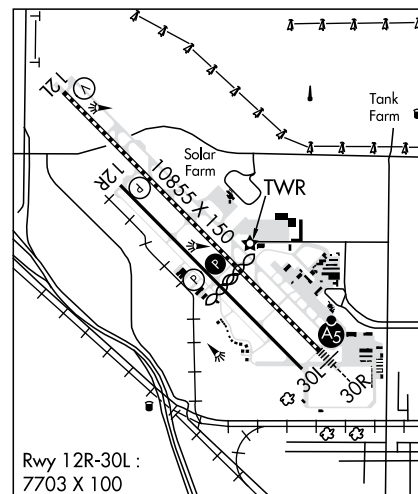 12L
V
Tank
Farm
Solar
Farm
TWR
P
12R
10855 X 150
P
P
A5
30L
30R
Rwy 12R-30L :
7703 X 100